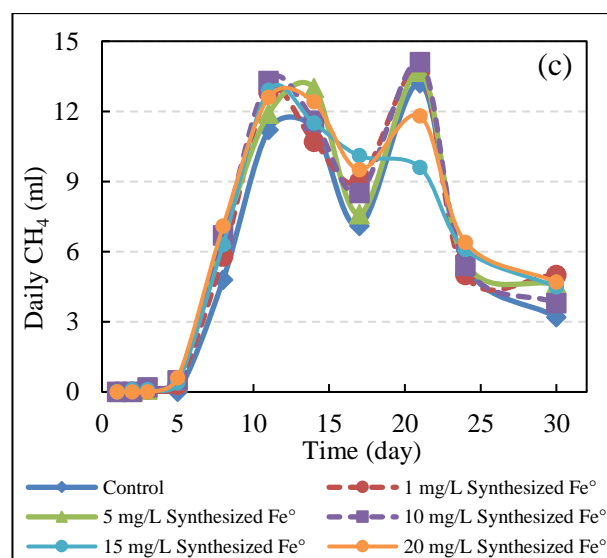 (c)
15
12
9
6
3
0
Daily CH₄ (ml)
0 5 10 15 20 25 30
Time (day)
Control
1 mg/L Synthesized Fe°
5 mg/L Synthesized Fe°
10 mg/L Synthesized Fe°
15 mg/L Synthesized Fe°
20 mg/L Synthesized Fe°